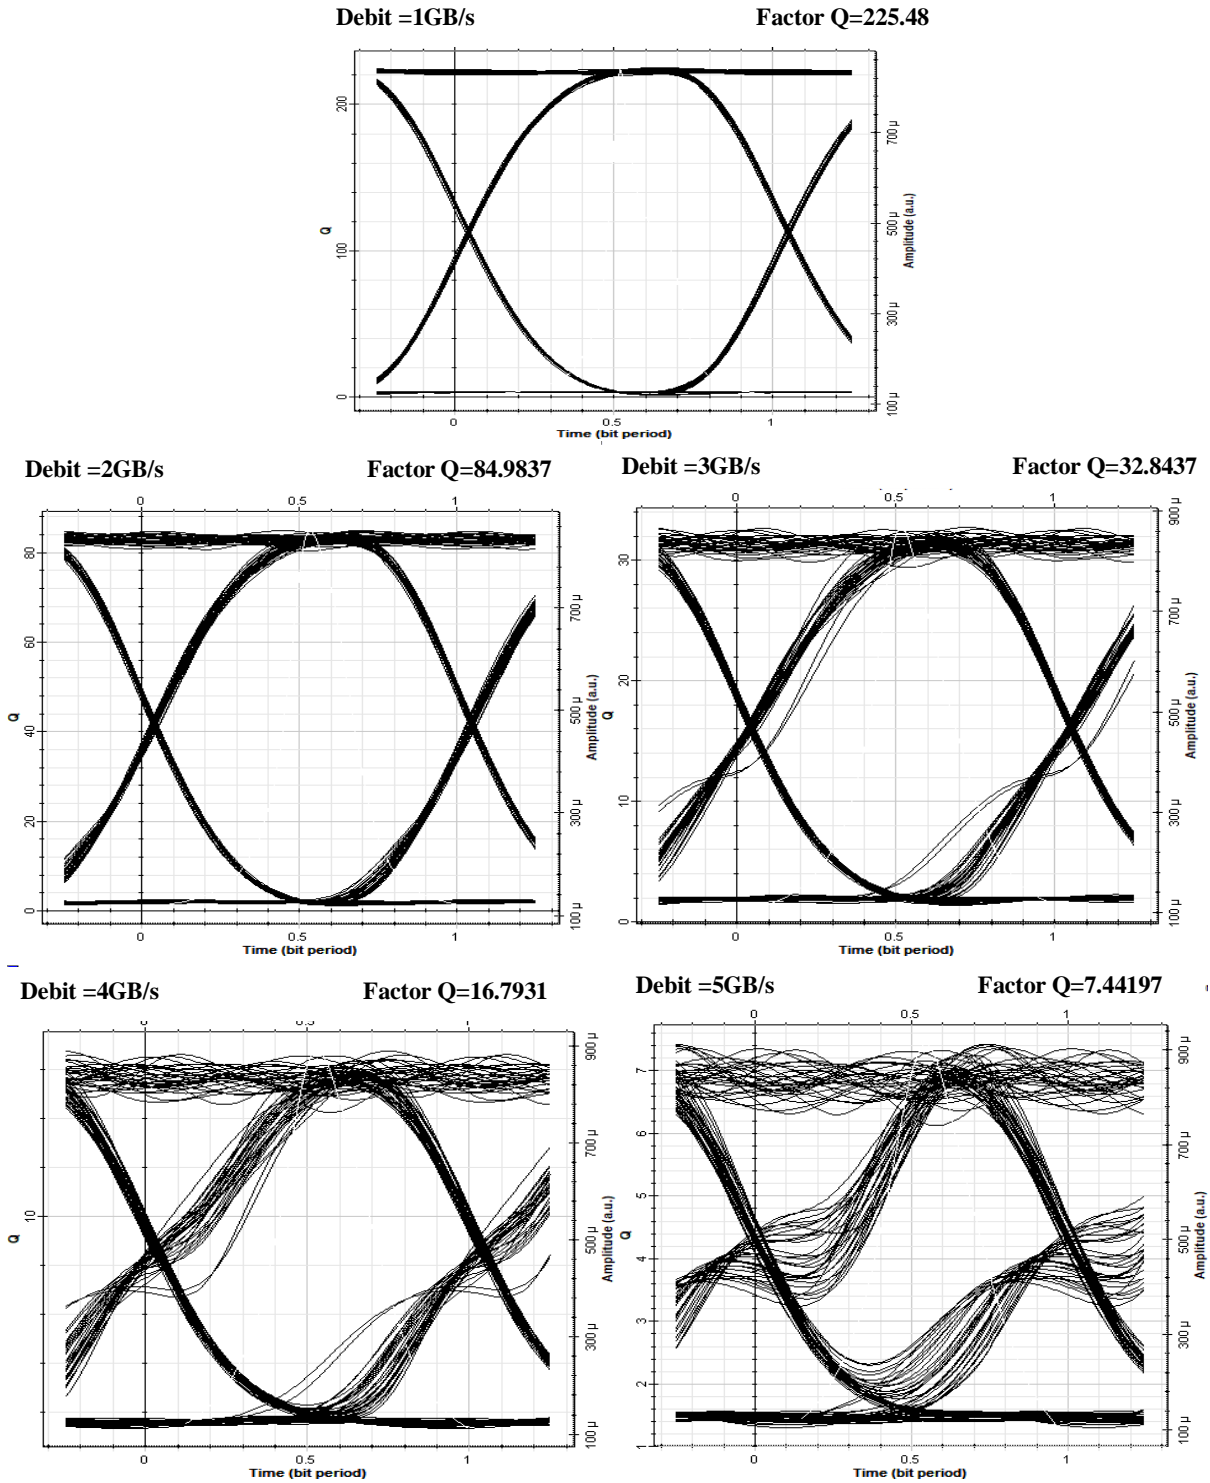 Debit =1GB/s Factor Q=225.48
Q
200
100
0
700 µ
500 µ
300 µ
100 µ
Amplitude (a.u.)
0 0.5 1
Time (bit period)
Debit =2GB/s Factor Q=84.9837
0 0.5 1
Q
80
60
40
20
0
700 µ
500 µ
300 µ
100 µ
Amplitude (a.u.)
0 0.5 1
Time (bit period)
Debit =3GB/s Factor Q=32.8437
0 0.5 1
Q
30
20
10
0
900 µ
700 µ
500 µ
300 µ
100 µ
Amplitude (a.u.)
0 0.5 1
Time (bit period)
Debit =4GB/s Factor Q=16.7931
0 0.5 1
Q
10
900 µ
700 µ
500 µ
300 µ
100 µ
Amplitude (a.u.)
0 0.5 1
Time (bit period)
Debit =5GB/s Factor Q=7.44197
0 0.5 1
Q
7
6
5
4
3
2
1
900 µ
700 µ
500 µ
300 µ
100 µ
Amplitude (a.u.)
0 0.5 1
Time (bit period)